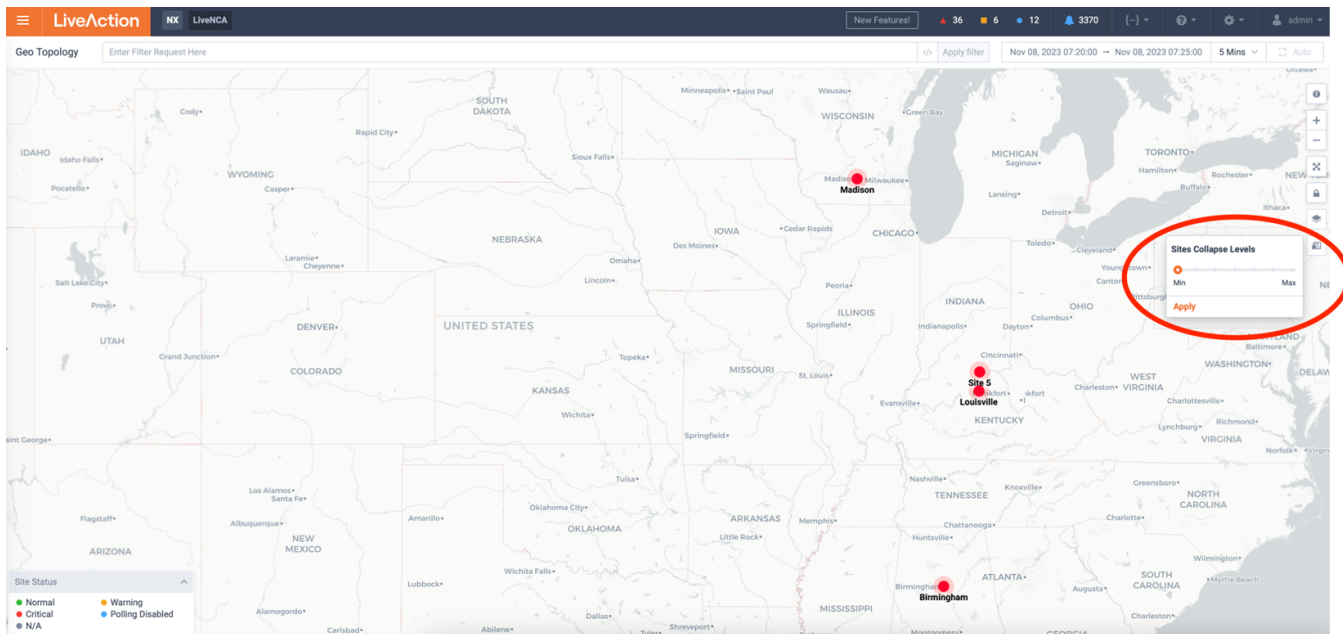 LiveAction NX LiveNCA New Features! 36 6 12 3370 {--} admin
Geo Topology Enter Filter Request Here </> Apply filter Nov 08, 2023 07:20:00 → Nov 08, 2023 07:25:00 5 Mins Auto
Ottawa
Minneapolis Saint Paul Wausau
SOUTH DAKOTA
Cody
WISCONSIN Green Bay
Rapid City
IDAHO
Idaho Falls
Sioux Falls
MICHIGAN
Saginaw
TORONTO
WYOMING
Hamilton Rochester
Pocatello Casper
Madison Milwaukee
Madison
Buffalo
Lansing
Ithaca
Detroit
NEBRASKA
IOWA Cedar Rapids CHICAGO
Des Moines
Toledo Cleveland
Sites Collapse Levels
Laramie
Cheyenne
Omaha
Youngstown
Salt Lake City
Lincoln
Peoria
Min Max
Provo
INDIANA
OHIO
Apply
ILLINOIS
Columbus
DENVER
UNITED STATES
Springfield Indianapolis Dayton
UTAH
Baltimore
Grand Junction
Topeka
Cincinnati
WASHINGTON
COLORADO
MISSOURI St. Louis
Site 5
WEST VIRGINIA
Charleston
KANSAS
Evansville Louisville
Charlottesville
Wichita
KENTUCKY
Lynchburg Richmond
Springfield
VIRGINIA
Norfolk
Tulsa
Nashville
Knoxville
Greensboro
Los Alamos
Santa Fe
TENNESSEE
NORTH CAROLINA
Oklahoma City
Flagstaff
Albuquerque
Amarillo
OKLAHOMA
ARKANSAS Memphis
Chattanooga
Charlotte
Little Rock
Huntsville
ARIZONA
NEW MEXICO
Wilmington
Wichita Falls
Site Status
Lubbock
Birmingham
Birmingham
ATLANTA
Augusta
SOUTH CAROLINA
Myrtle Beach
Normal Warning
Critical Polling Disabled
N/A
Alamogordo
MISSISSIPPI
Dallas
Charleston
Carlsbad
Abilene
Tyler
Shreveport
Montgomery
GEORGIA